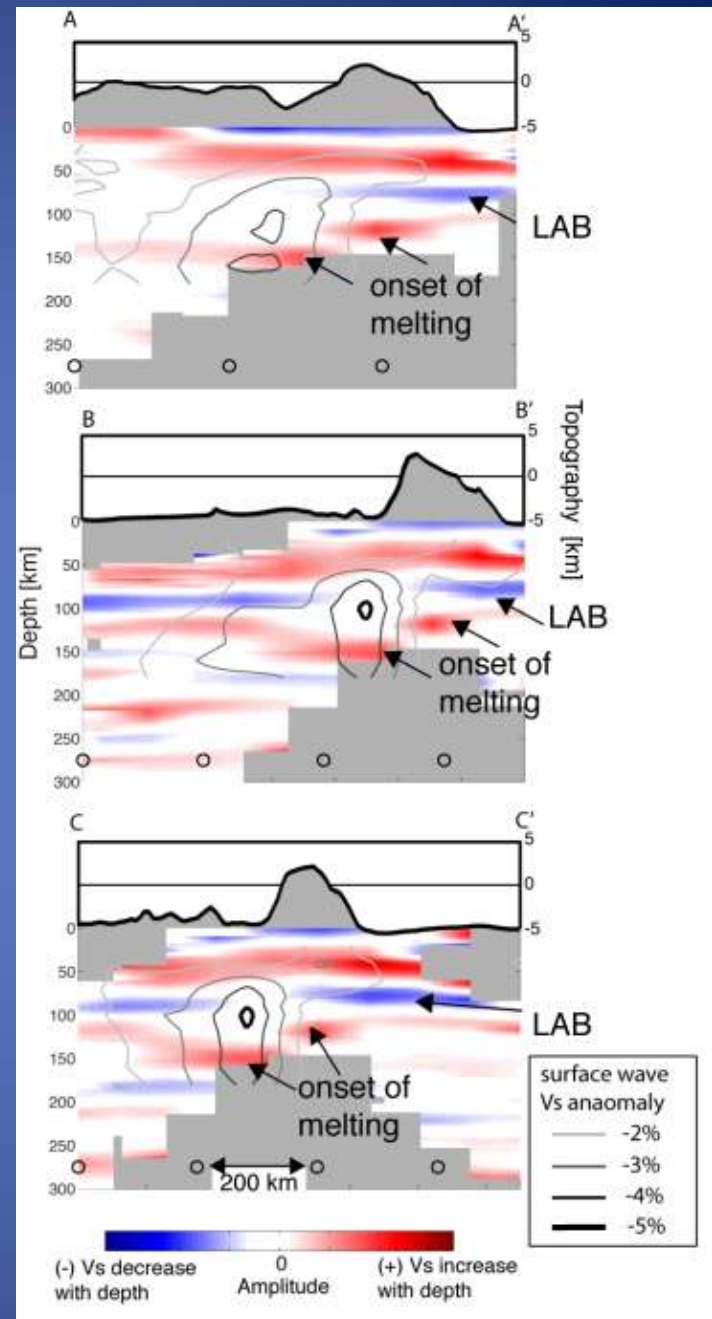 A
A'
5
0
-5
0
50
100
150
200
250
300
LAB
onset of
melting
B
B'
5
0
-5
Topography [km]
0
50
100
150
200
250
300
Depth [km]
LAB
onset of
melting
C
C'
5
0
-5
0
50
100
150
200
250
300
LAB
onset of
melting
200 km
surface wave
Vs anaomaly
-2%
-3%
-4%
-5%
(-) Vs decrease
with depth
0
Amplitude
(+) Vs increase
with depth